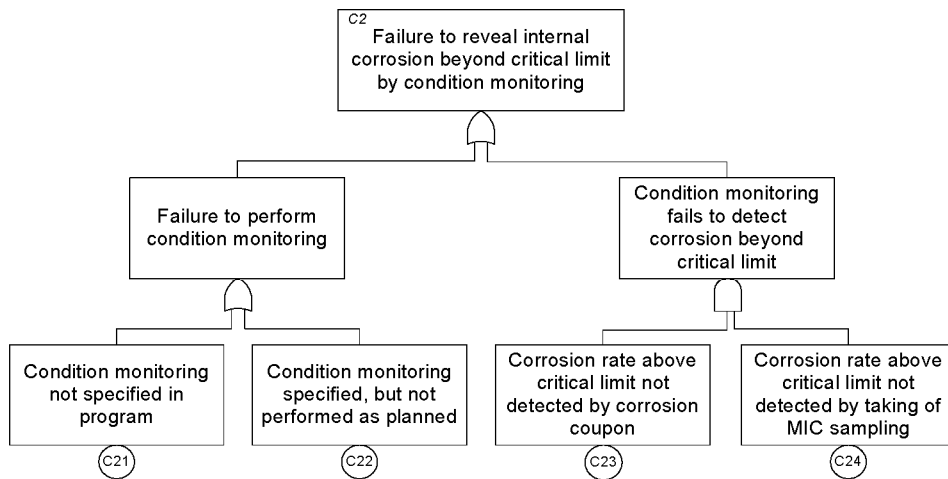 C2
Failure to reveal internal
corrosion beyond critical limit
by condition monitoring
Failure to perform
condition monitoring
Condition monitoring
fails to detect
corrosion beyond
critical limit
Condition monitoring
not specified in
program
Condition monitoring
specified, but not
performed as planned
Corrosion rate above
critical limit not
detected by corrosion
coupon
Corrosion rate above
critical limit not
detected by taking of
MIC sampling
C21
C22
C23
C24